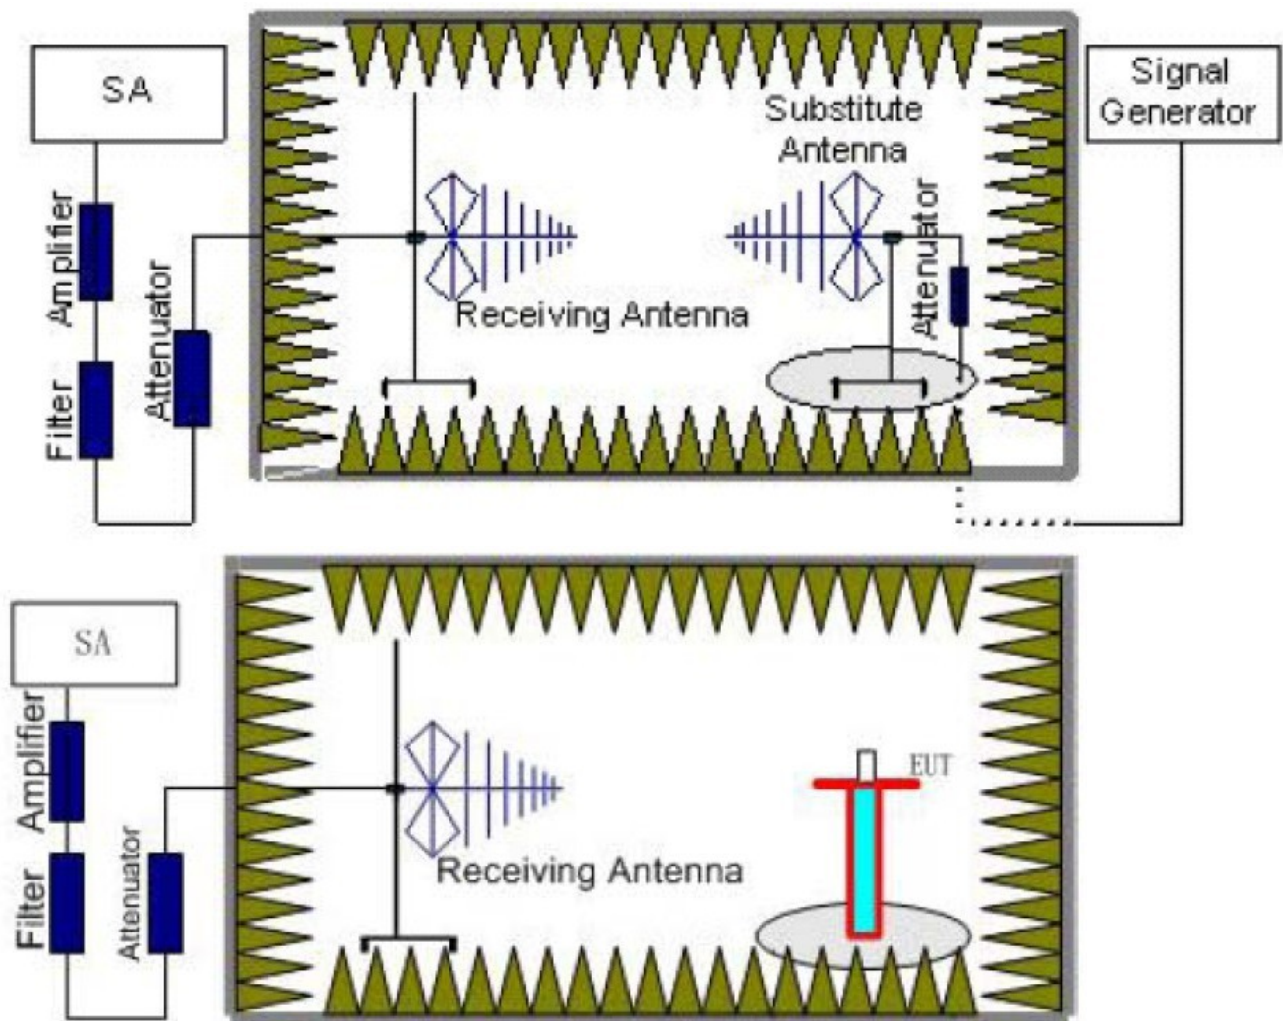 SA
Signal
Generator
Substitute
Antenna
Amplifier
Attenuator
Attenuator
Receiving Antenna
Filter
SA
Amplifier
EUT
Receiving Antenna
Filter
Attenuator